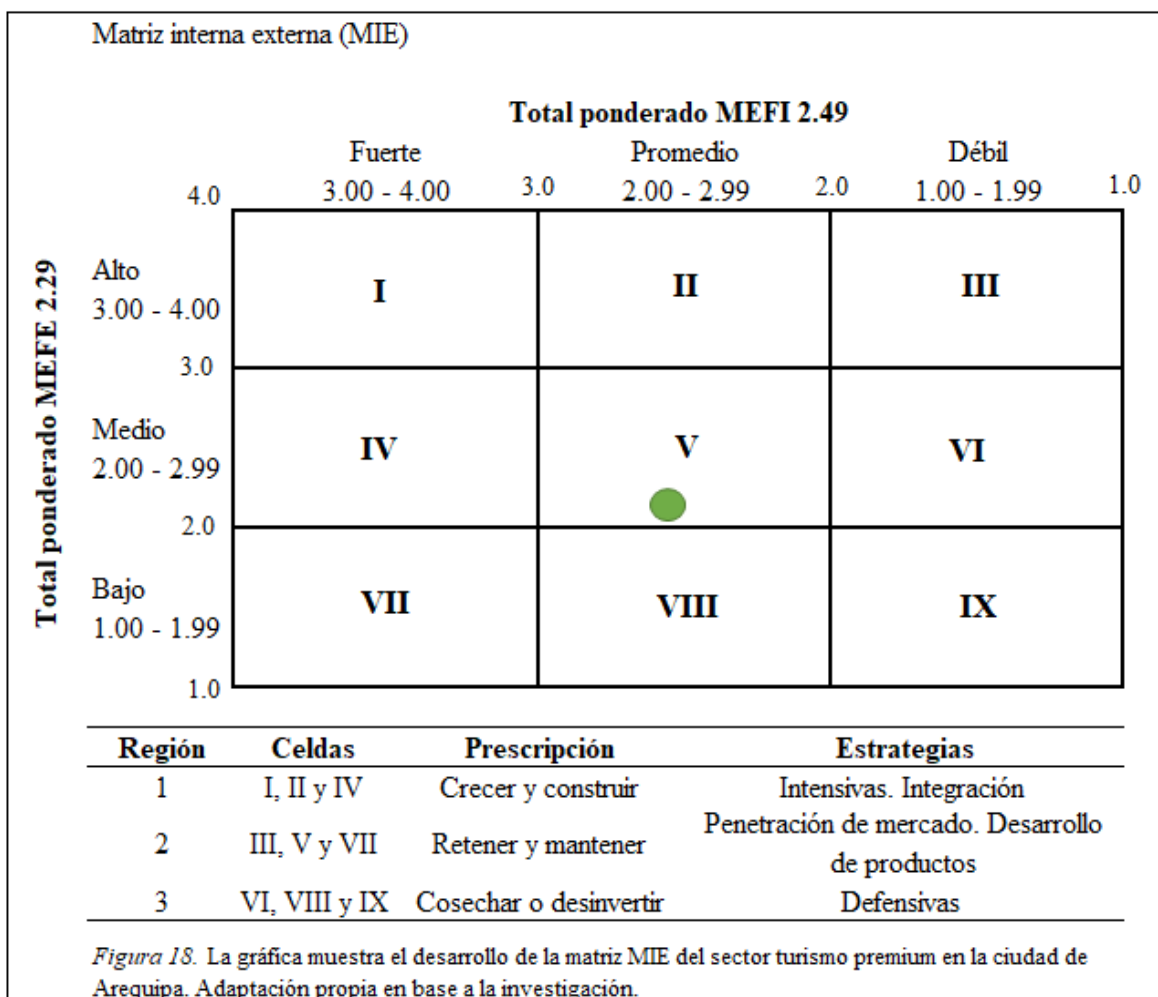 Matriz interna externa (MIE)
Total ponderado MEFI 2.49
Fuerte Promedio Débil
4.0 3.00 - 4.00 3.0 2.00 - 2.99 2.0 1.00 - 1.99 1.0
Total ponderado MEFE 2.29
Alto
3.00 - 4.00
I II III
3.0
Medio
2.00 - 2.99
IV V VI
2.0
Bajo
1.00 - 1.99
VII VIII IX
1.0
Región Celdas Prescripción Estrategias
1 I, II y IV Crecer y construir Intensivas. Integración
2 III, V y VII Retener y mantener Penetración de mercado. Desarrollo
de productos
3 VI, VIII y IX Cosechar o desinvertir Defensivas
Figura 18. La gráfica muestra el desarrollo de la matriz MIE del sector turismo premium en la ciudad de
Arequipa. Adaptación propia en base a la investigación.